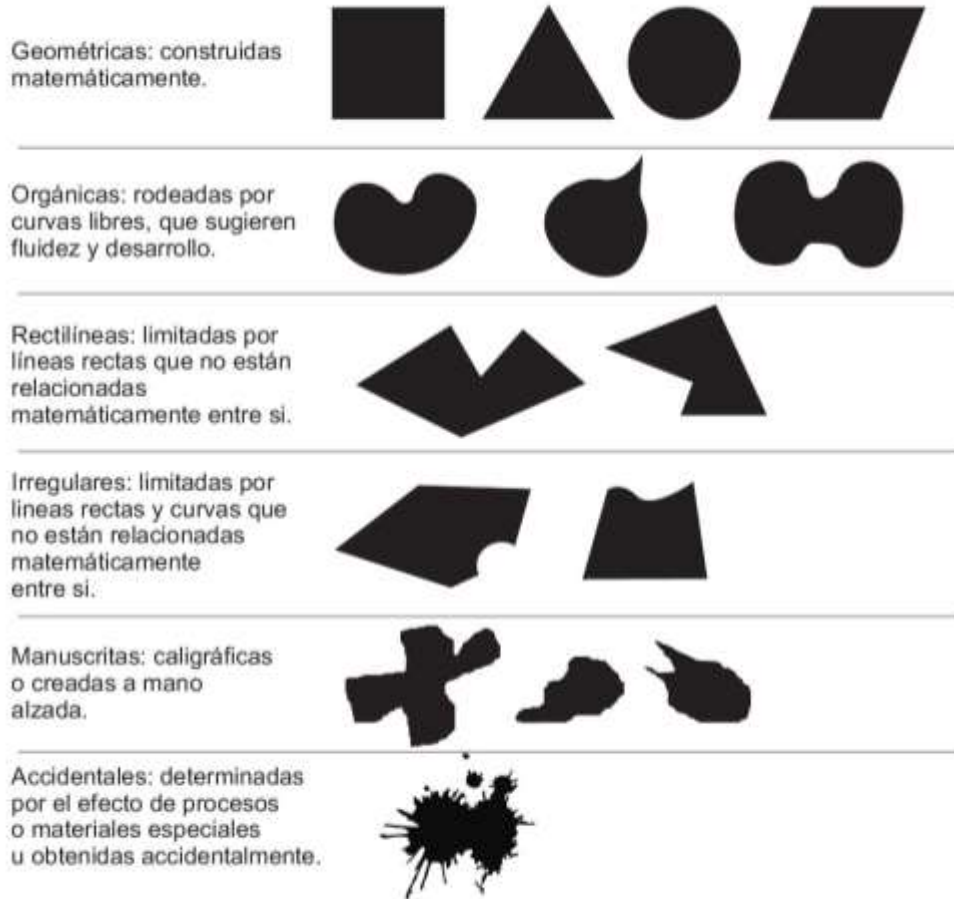 Geométricas: construidas
matemáticamente.
Orgánicas: rodeadas por
curvas libres, que sugieren
fluidez y desarrollo.
Rectilíneas: limitadas por
líneas rectas que no están
relacionadas
matemáticamente entre si.
Irregulares: limitadas por
lineas rectas y curvas que
no están relacionadas
matemáticamente
entre si.
Manuscritas: caligráficas
o creadas a mano
alzada.
Accidentales: determinadas
por el efecto de procesos
o materiales especiales
u obtenidas accidentalmente.